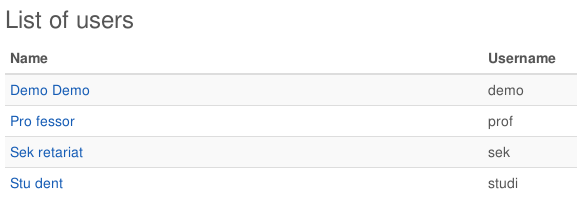 List of users
Name Username
Demo Demo demo
Pro fessor prof
Sek retariat sek
Stu dent studi